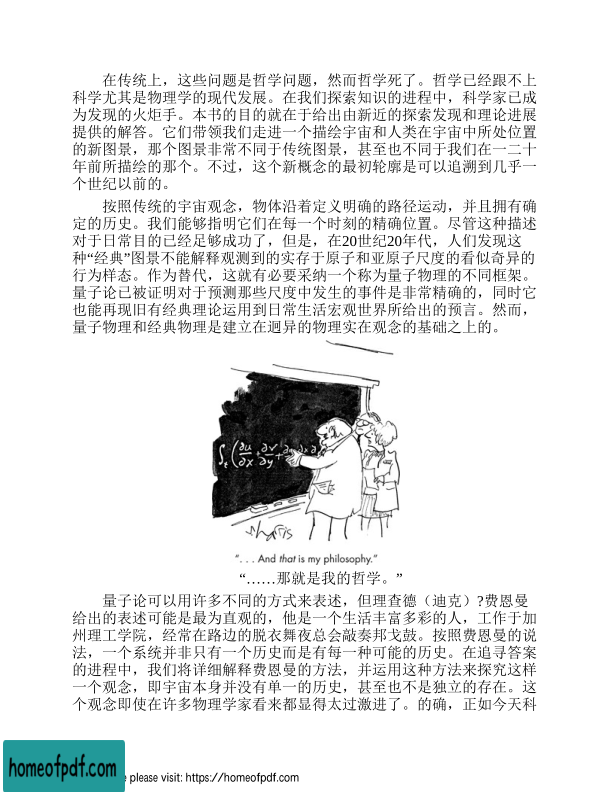 在传统上，这些问题是哲学问题，然而哲学死了。哲学已经跟不上
科学尤其是物理学的现代发展。在我们探索知识的进程中，科学家已成
为发现的火炬手。本书的目的就在于给出由新近的探索发现和理论进展
提供的解答。它们带领我们走进一个描绘宇宙和人类在宇宙中所处位置
的新图景，那个图景非常不同于传统图景，甚至也不同于我们在一二十
年前所描绘的那个。不过，这个新概念的最初轮廓是可以追溯到几乎一
个世纪以前的。
按照传统的宇宙观念，物体沿着定义明确的路径运动，并且拥有确
定的历史。我们能够指明它们在每一个时刻的精确位置。尽管这种描述
对于日常目的已经足够成功了，但是，在20世纪20年代，人们发现这
种“经典”图景不能解释观测到的实存于原子和亚原子尺度的看似奇异的
行为样态。作为替代，这就有必要采纳一个称为量子物理的不同框架。
量子论已被证明对于预测那些尺度中发生的事件是非常精确的，同时它
也能再现旧有经典理论运用到日常生活宏观世界所给出的预言。然而，
量子物理和经典物理是建立在迥异的物理实在观念的基础之上的。
“. . . And that is my philosophy.”
“……那就是我的哲学。”
量子论可以用许多不同的方式来表述，但理查德（迪克）?费恩曼
给出的表述可能是最为直观的，他是一个生活丰富多彩的人，工作于加
州理工学院，经常在路边的脱衣舞夜总会敲奏邦戈鼓。按照费恩曼的说
法，一个系统并非只有一个历史而是有每一种可能的历史。在追寻答案
的进程中，我们将详细解释费恩曼的方法，并运用这种方法来探究这样
一个观念，即宇宙本身并没有单一的历史，甚至也不是独立的存在。这
个观念即使在许多物理学家看来都显得太过激进了。的确，正如今天科
homeofpdf.com
please visit: https://homeofpdf.com